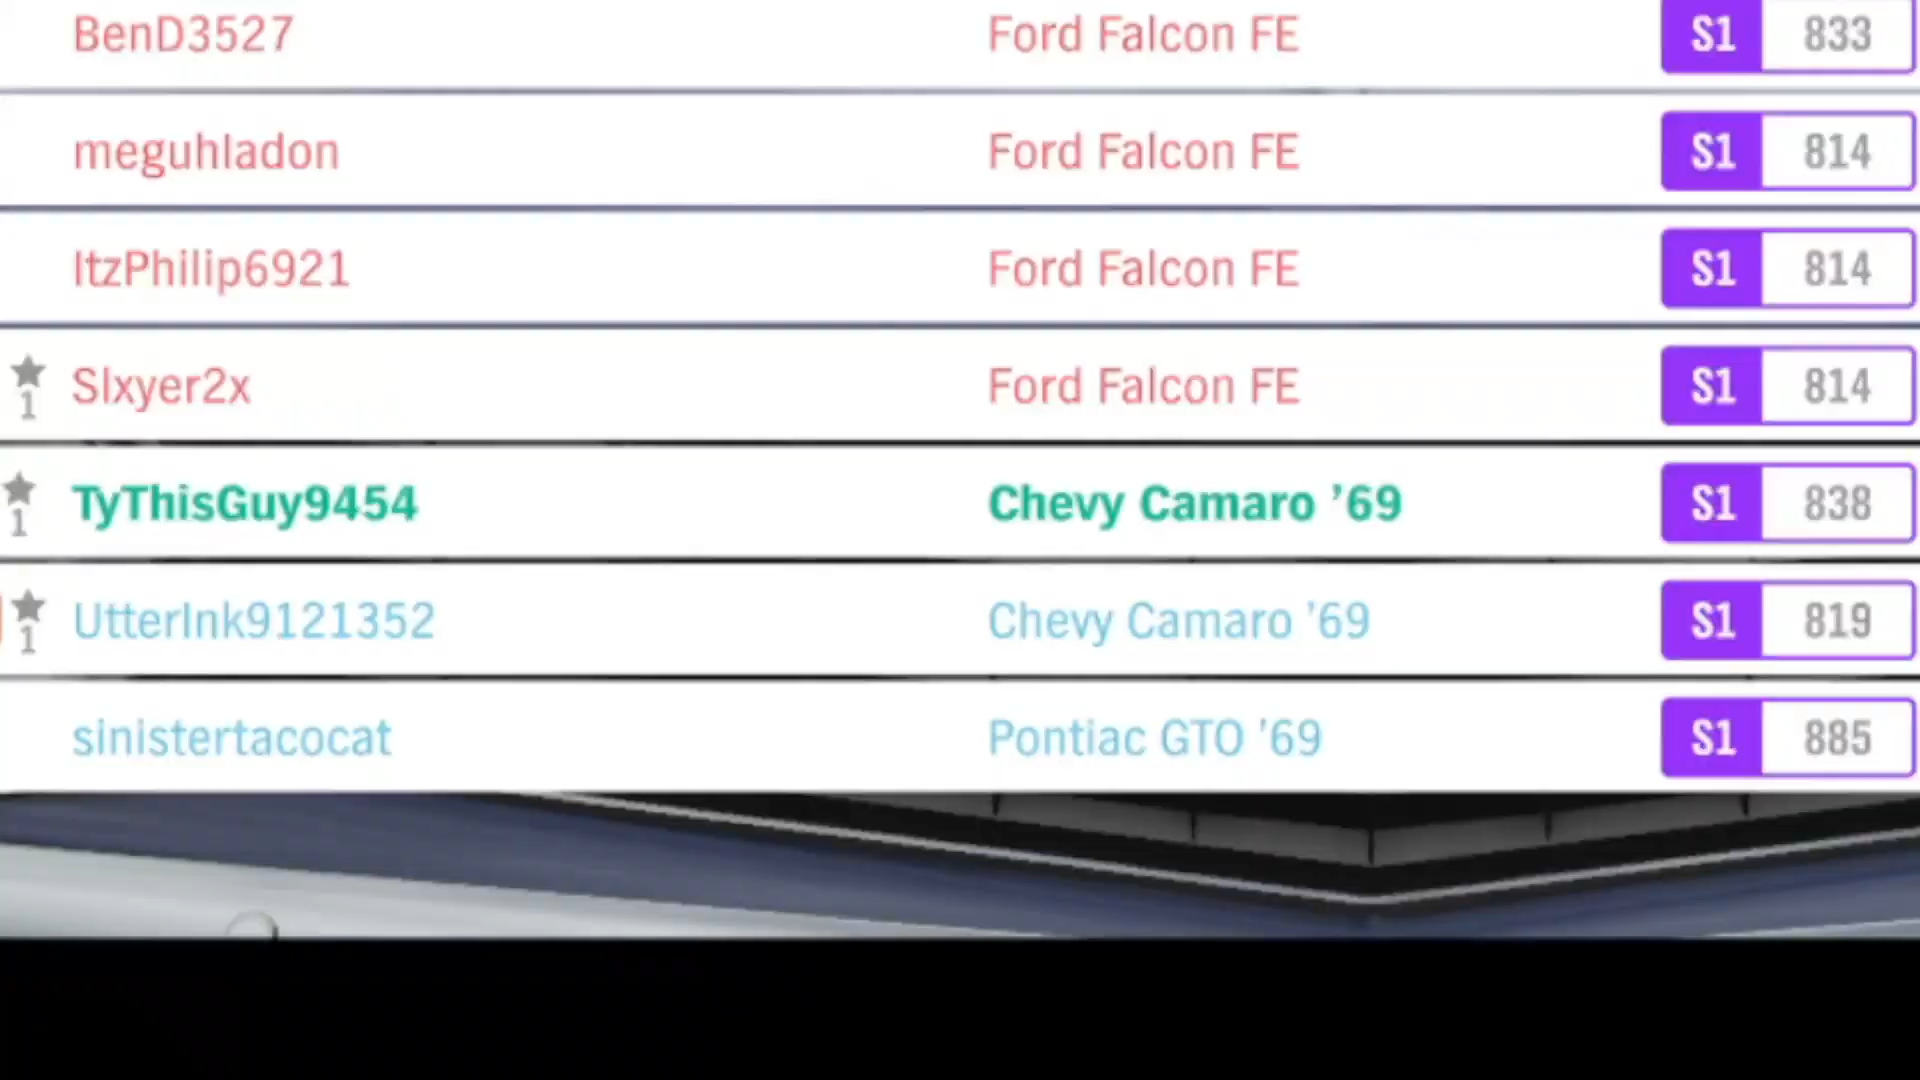 BenD3527 Ford Falcon FE S1 833
meguhladon Ford Falcon FE S1 814
ItzPhilip6921 Ford Falcon FE S1 814
1 Slxyer2x Ford Falcon FE S1 814
1 TyThisGuy9454 Chevy Camaro ’69 S1 838
1 UtterInk9121352 Chevy Camaro ’69 S1 819
sinistertacocat Pontiac GTO ’69 S1 885